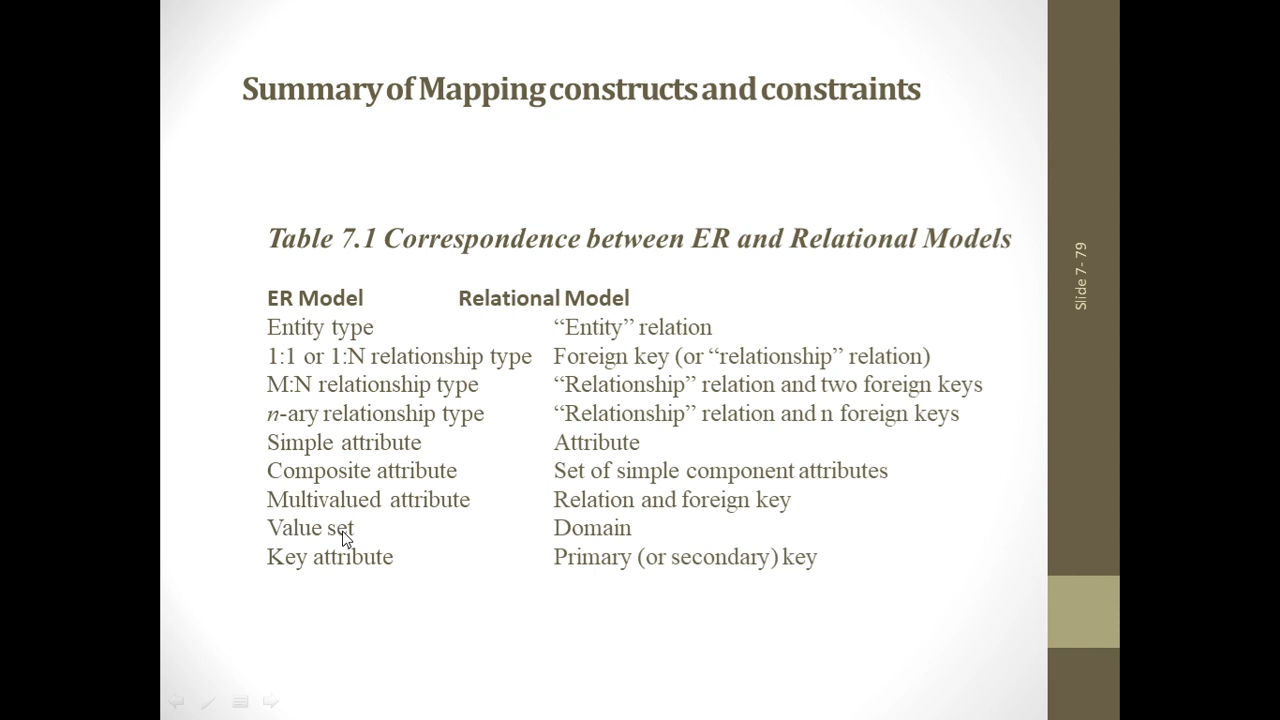 Summary of Mapping constructs and constraints
Table 7.1 Correspondence between ER and Relational Models
ER Model Relational Model
Entity type “Entity” relation
1:1 or 1:N relationship type Foreign key (or “relationship” relation)
M:N relationship type “Relationship” relation and two foreign keys
n-ary relationship type “Relationship” relation and n foreign keys
Simple attribute Attribute
Composite attribute Set of simple component attributes
Multivalued attribute Relation and foreign key
Value set Domain
Key attribute Primary (or secondary) key
Slide 7- 79